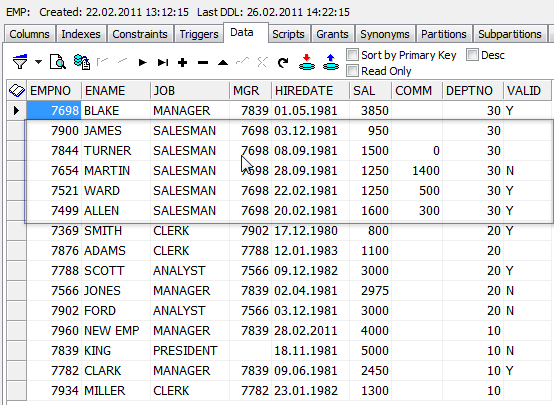 EMP: Created: 22.02.2011 13:12:15 Last DDL: 26.02.2011 14:22:15
Columns Indexes Constraints Triggers Data Scripts Grants Synonyms Partitions Subpartitions
Sort by Primary Key Desc
Read Only
EMPNO ENAME JOB MGR HIREDATE SAL COMM DEPTNO VALID
7698 BLAKE MANAGER 7839 01.05.1981 3850 30 Y
7900 JAMES SALESMAN 7698 03.12.1981 950 30
7844 TURNER SALESMAN 7698 08.09.1981 1500 0 30
7654 MARTIN SALESMAN 7698 28.09.1981 1250 1400 30 N
7521 WARD SALESMAN 7698 22.02.1981 1250 500 30 Y
7499 ALLEN SALESMAN 7698 20.02.1981 1600 300 30 Y
7369 SMITH CLERK 7902 17.12.1980 800 20 Y
7876 ADAMS CLERK 7788 12.01.1983 1100 20
7788 SCOTT ANALYST 7566 09.12.1982 3000 20 Y
7566 JONES MANAGER 7839 02.04.1981 2975 20 N
7902 FORD ANALYST 7566 03.12.1981 3000 20 N
7960 NEW EMP MANAGER 7839 28.02.2011 4000 10
7839 KING PRESIDENT 18.11.1981 5000 10 N
7782 CLARK MANAGER 7839 09.06.1981 2450 10 Y
7934 MILLER CLERK 7782 23.01.1982 1300 10